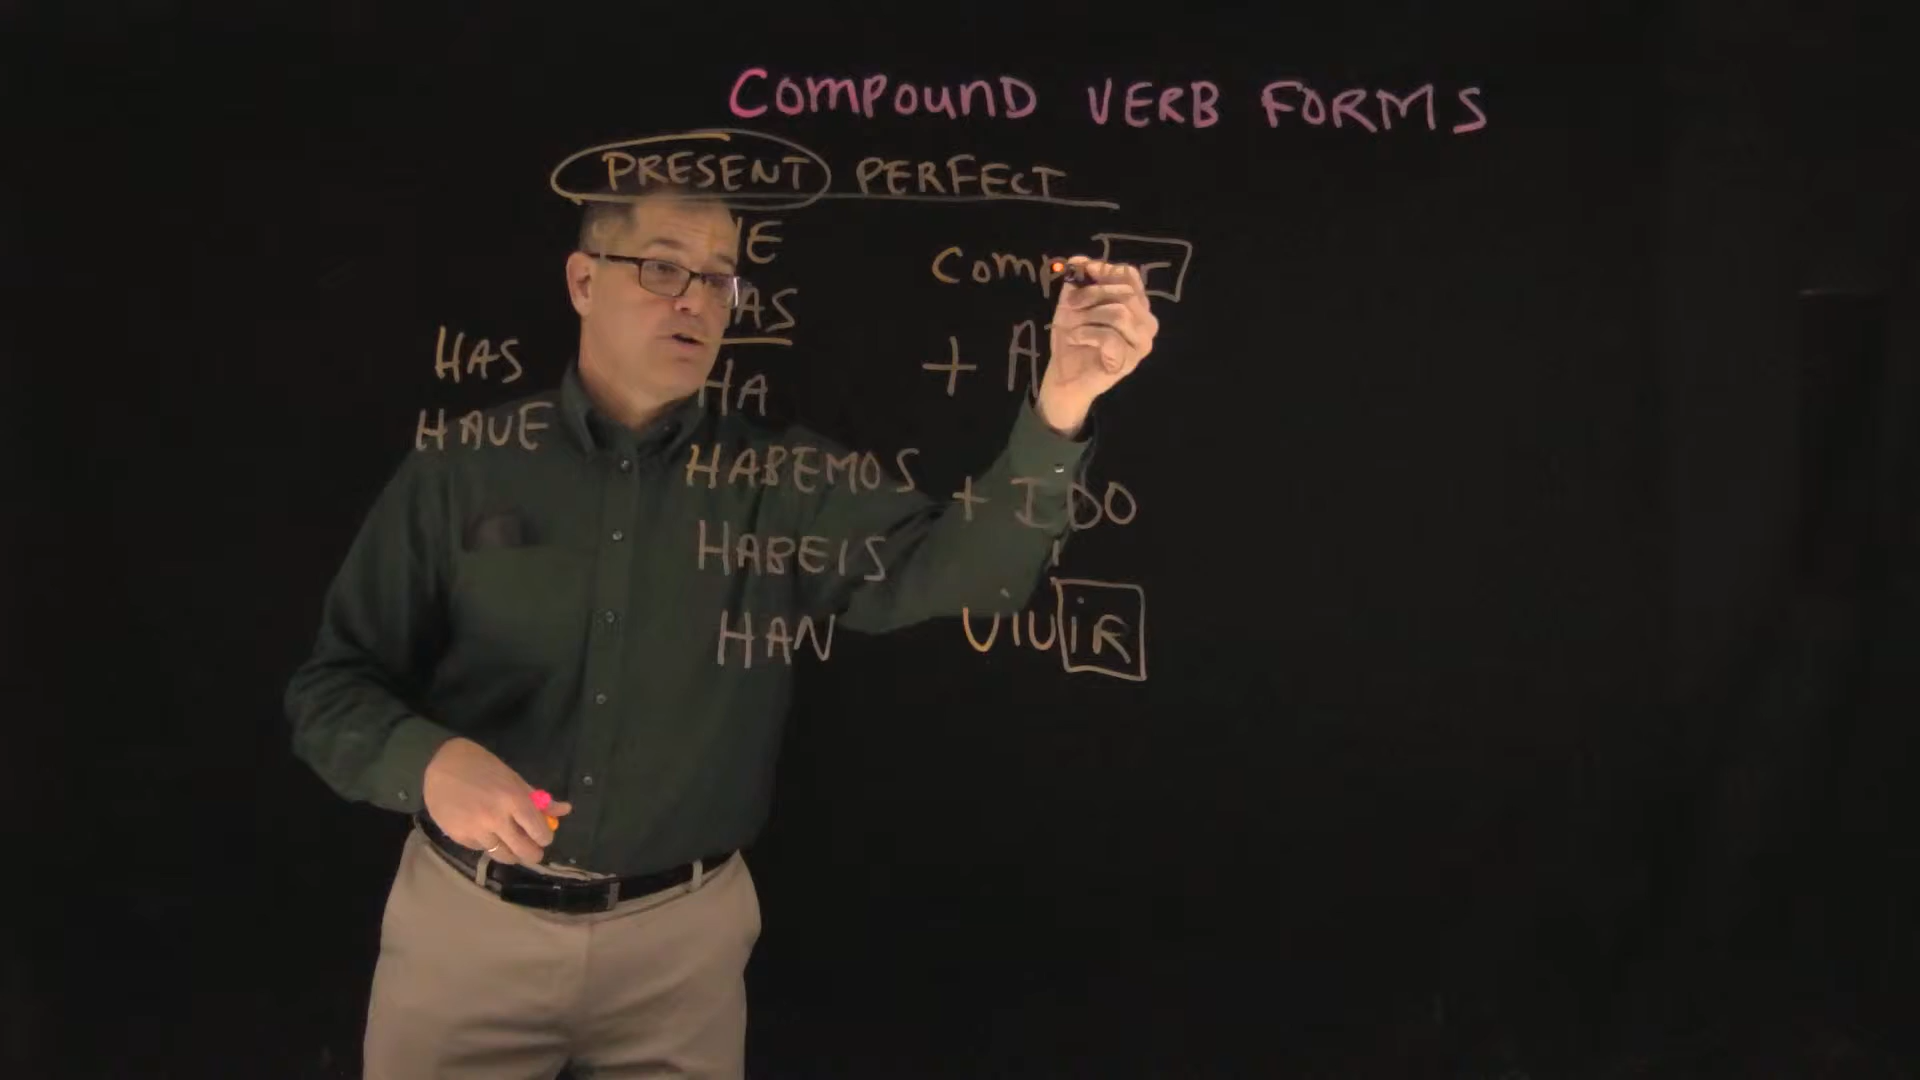 COMPOUND VERB FORMS
PRESENT PERFECT
HAS
HAVE
HA
HABEMOS
HABEIS
HAN
+ IDO
ViViR